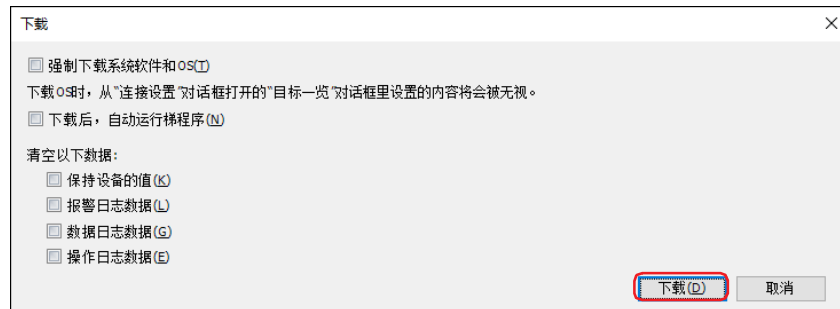 下载
强制下载系统软件和OS(T)
下载OS时，从"连接设置"对话框打开的"目标一览"对话框里设置的内容将会被无视。
下载后，自动运行梯程序(N)
清空以下数据:
保持设备的值(K)
报警日志数据(L)
数据日志数据(G)
操作日志数据(E)
下载(D) 取消